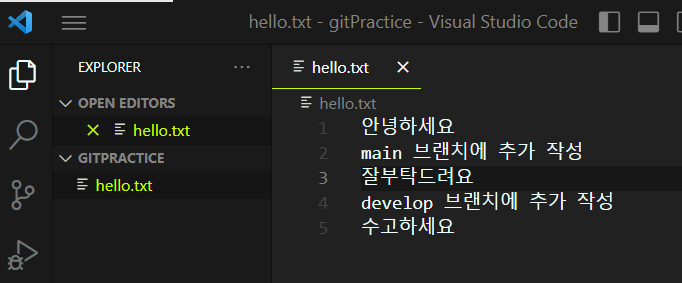 hello.txt - gitPractice - Visual Studio Code
EXPLORER
hello.txt
OPEN EDITORS
hello.txt
GITPRACTICE
hello.txt
hello.txt
1 안녕하세요
2 main 브랜치에 추가 작성
3 잘부탁드려요
4 develop 브랜치에 추가 작성
5 수고하세요